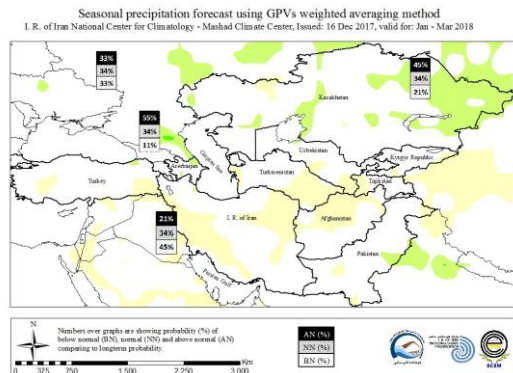 Seasonal precipitation forecast using GPVs weighted averaging method
I. R. of Iran National Center for Climatology - Mashad Climate Center, Issued: 16 Dec 2017, valid for: Jan - Mar 2018
33%
34%
33%
45%
34%
21%
Kazakhstan
55%
34%
11%
Azerbaijan
Caspian Sea
Uzbekistan
Kyrgyz Republic
Turkey
Turkmenistan
Tajikistan
21%
34%
45%
I. R. of Iran
Afghanistan
Pakistan
Persian Gulf
N
Numbers over graphs are showing probability (%) of
below normal (BN), normal (NN) and above normal (AN)
comparing to longterm probability.
AN (%)
NN (%)
BN (%)
Km
0
375
750
1,500
2,250
3,000
ECEM